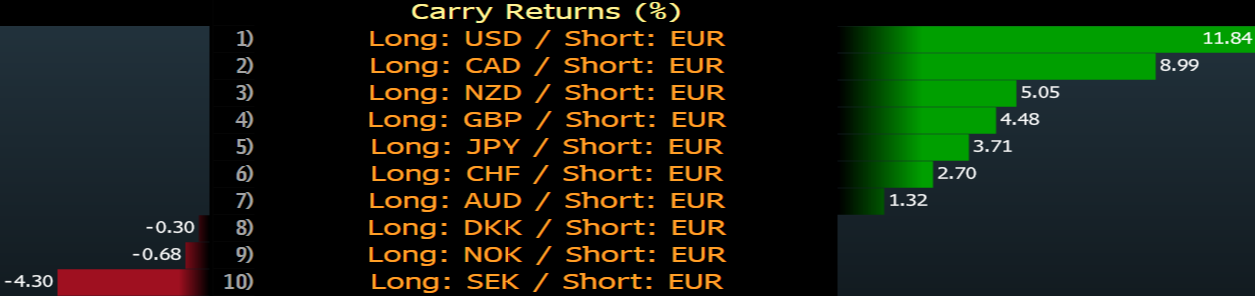 Carry Returns (%)
1) Long: USD / Short: EUR 11.84
2) Long: CAD / Short: EUR 8.99
3) Long: NZD / Short: EUR 5.05
4) Long: GBP / Short: EUR 4.48
5) Long: JPY / Short: EUR 3.71
6) Long: CHF / Short: EUR 2.70
7) Long: AUD / Short: EUR 1.32
-0.30 8) Long: DKK / Short: EUR
-0.68 9) Long: NOK / Short: EUR
-4.30 10) Long: SEK / Short: EUR